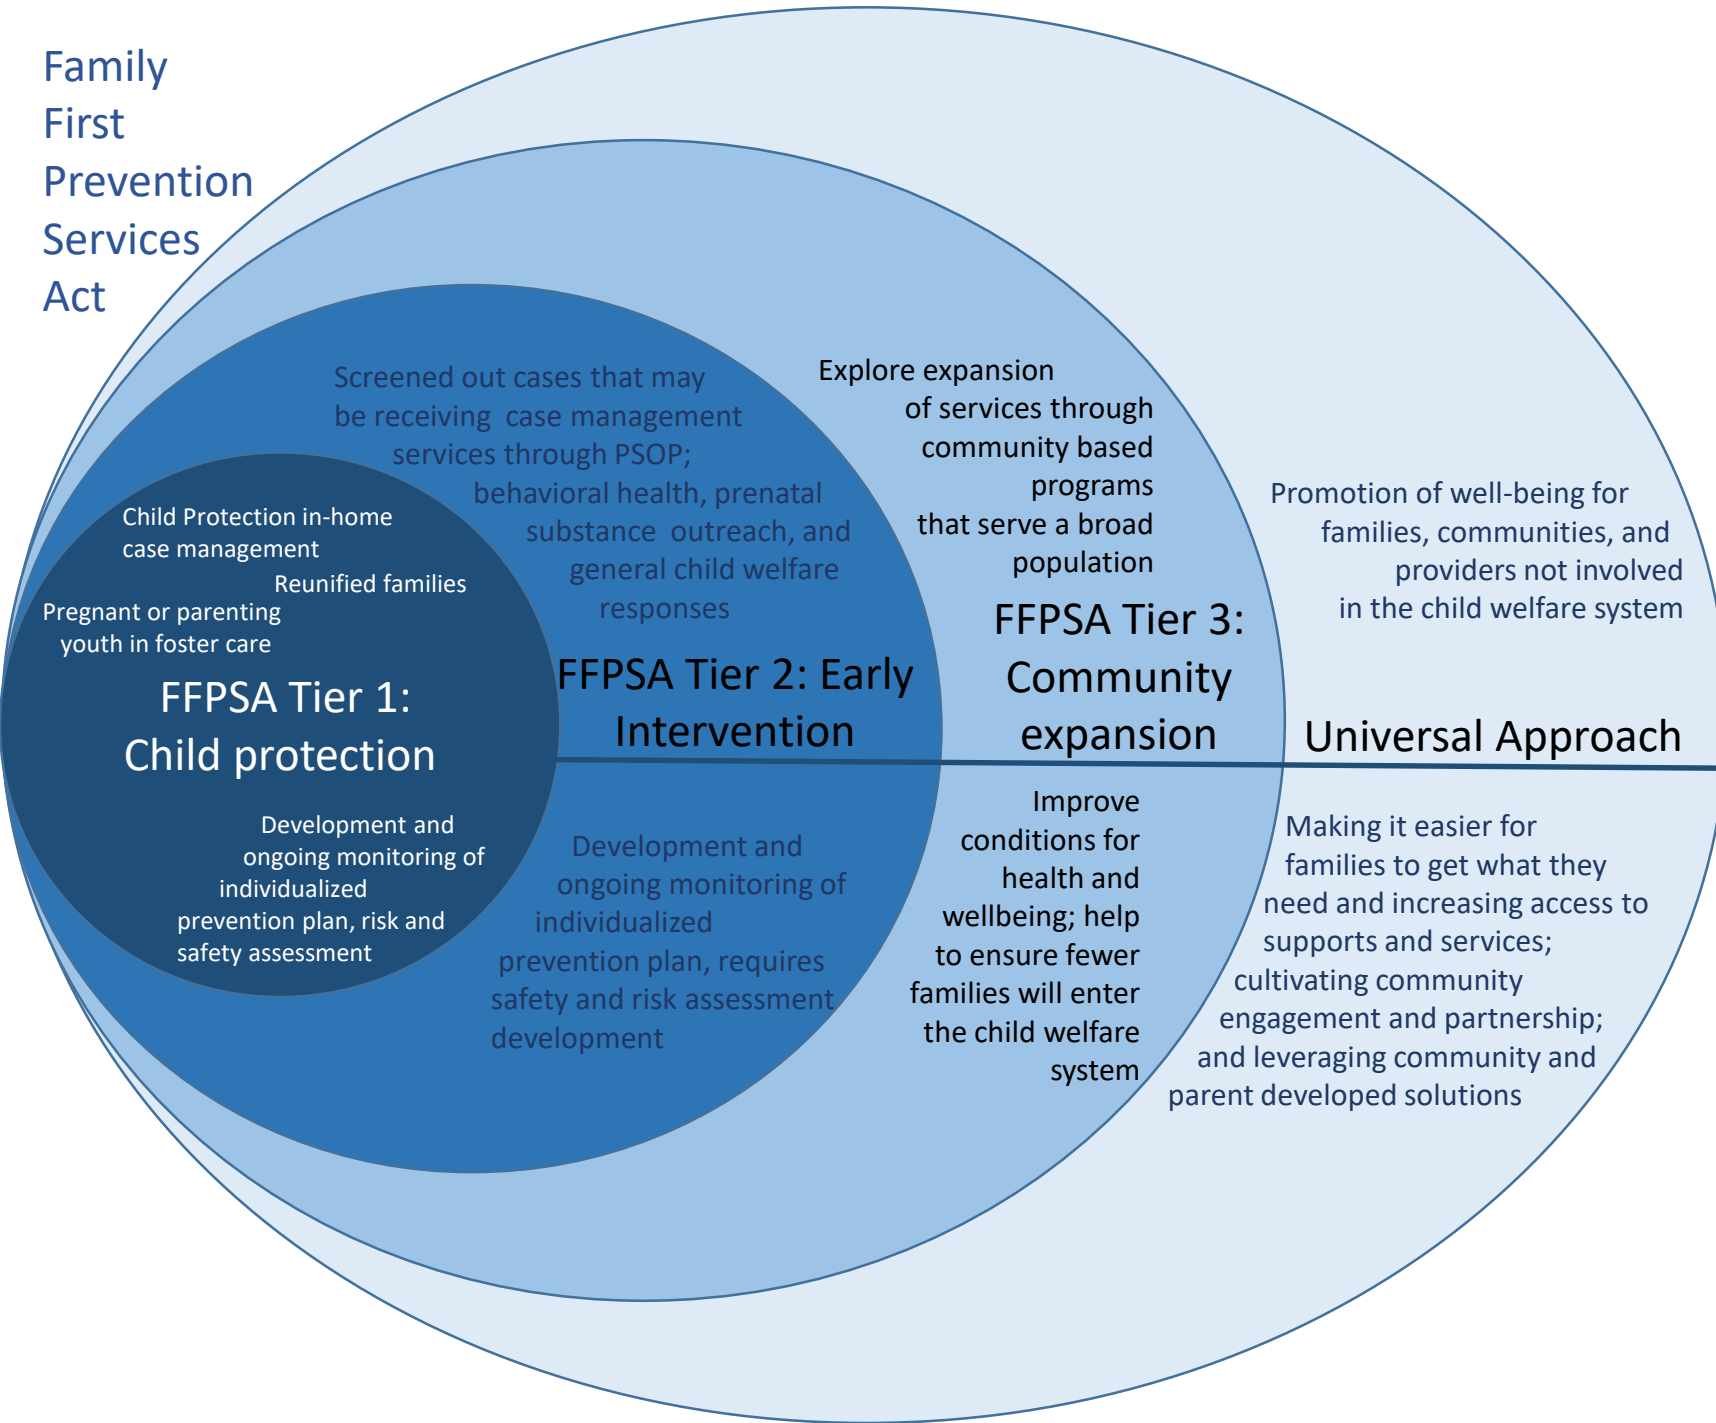 Family
First
Prevention
Services
Act
Child Protection in-home
case management
Reunified families
Pregnant or parenting
youth in foster care
FFPSA Tier 1:
Child protection
Development and
ongoing monitoring of
individualized
prevention plan, risk and
safety assessment
Screened out cases that may
be receiving case management
services through PSOP;
behavioral health, prenatal
substance outreach, and
general child welfare
responses
FFPSA Tier 2: Early
Intervention
Development and
ongoing monitoring of
individualized
prevention plan, requires
safety and risk assessment
development
Explore expansion
of services through
community based
programs
that serve a broad
population
FFPSA Tier 3:
Community
expansion
Improve
conditions for
health and
wellbeing; help
to ensure fewer
families will enter
the child welfare
system
Promotion of well-being for
families, communities, and
providers not involved
in the child welfare system
Universal Approach
Making it easier for
families to get what they
need and increasing access to
supports and services;
cultivating community
engagement and partnership;
and leveraging community and
parent developed solutions